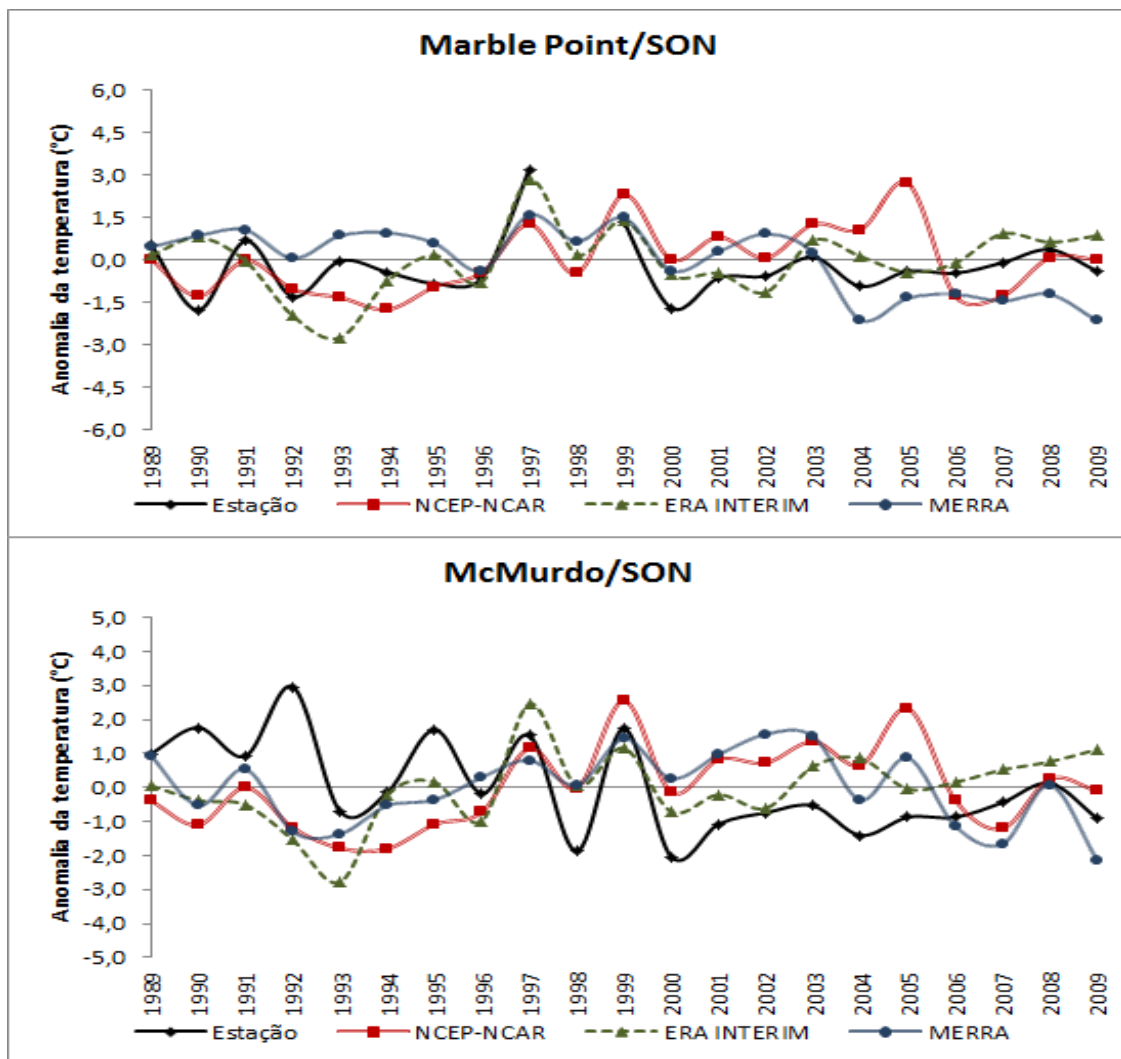 Marble Point/SON
Anomalia da temperatura (°C)
6,0
4,5
3,0
1,5
0,0
-1,5
-3,0
-4,5
-6,0
1989 1990 1991 1992 1993 1994 1995 1996 1997 1998 1999 2000 2001 2002 2003 2004 2005 2006 2007 2008 2009
Estação NCEP-NCAR ERA INTERIM MERRA
McMurdo/SON
Anomalia da temperatura (°C)
5,0
4,0
3,0
2,0
1,0
0,0
-1,0
-2,0
-3,0
-4,0
-5,0
1989 1990 1991 1992 1993 1994 1995 1996 1997 1998 1999 2000 2001 2002 2003 2004 2005 2006 2007 2008 2009
Estação NCEP-NCAR ERA INTERIM MERRA